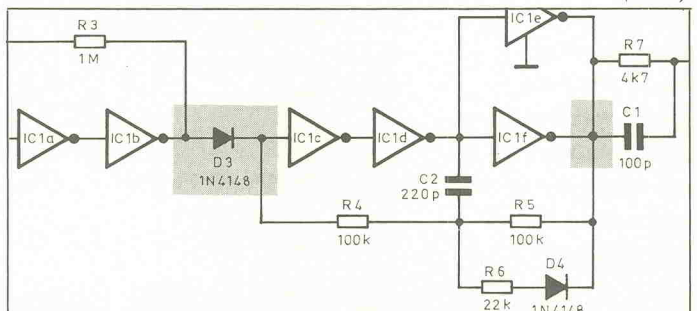 IC1e
R3
1M
R7
4k7
IC1a
IC1b
D3
1N4148
IC1c
IC1d
IC1f
C1
100p
C2
220p
R4
100k
R5
100k
R6
22k
D4
1N4148